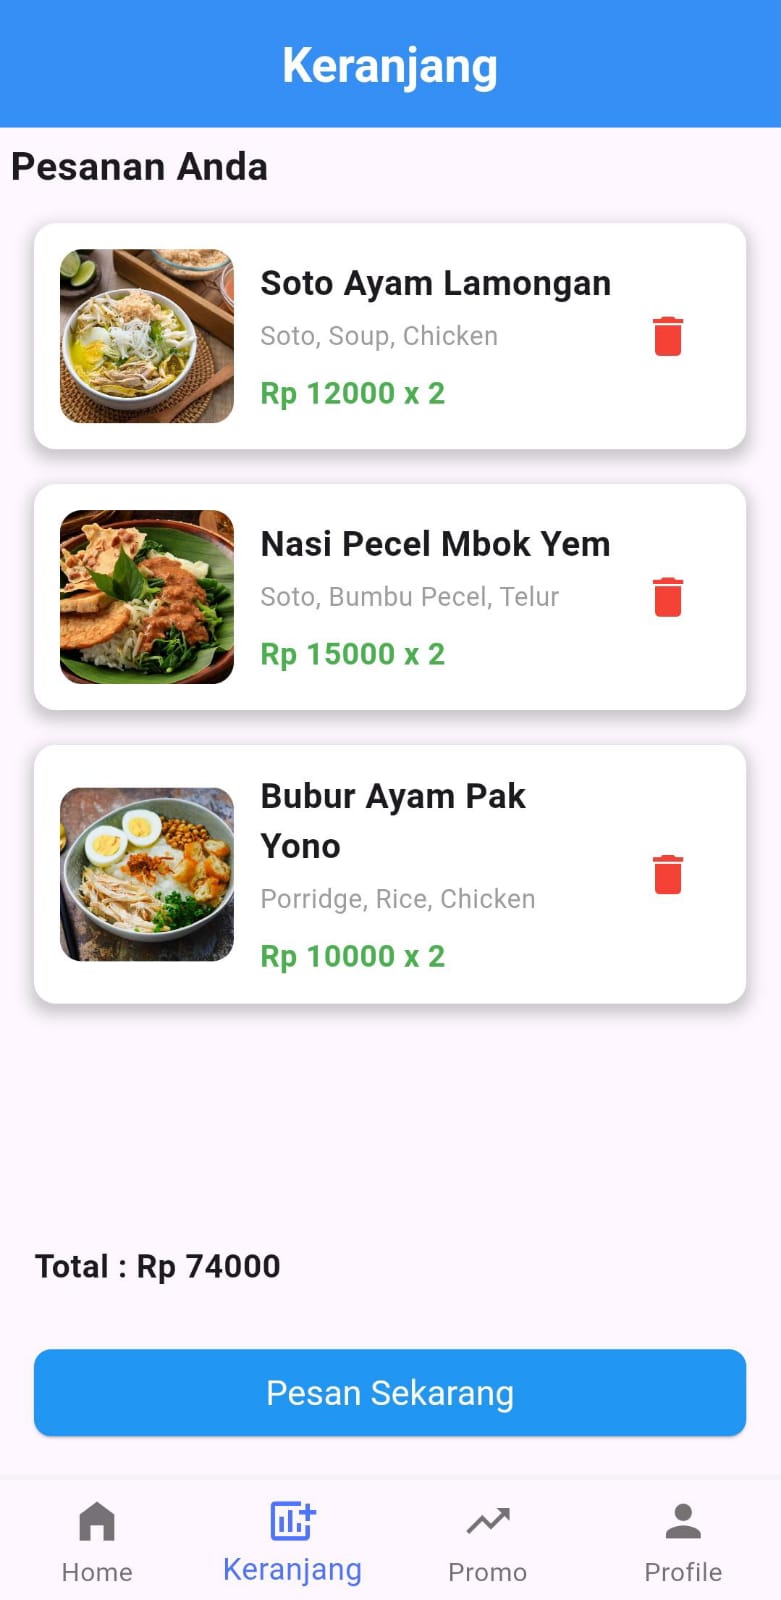 Keranjang
Pesanan Anda
Soto Ayam Lamongan
Soto, Soup, Chicken
Rp 12000 x 2
Nasi Pecel Mbok Yem
Soto, Bumbu Pecel, Telur
Rp 15000 x 2
Bubur Ayam Pak
Yono
Porridge, Rice, Chicken
Rp 10000 x 2
Total : Rp 74000
Pesan Sekarang
Home
Keranjang
Promo
Profile